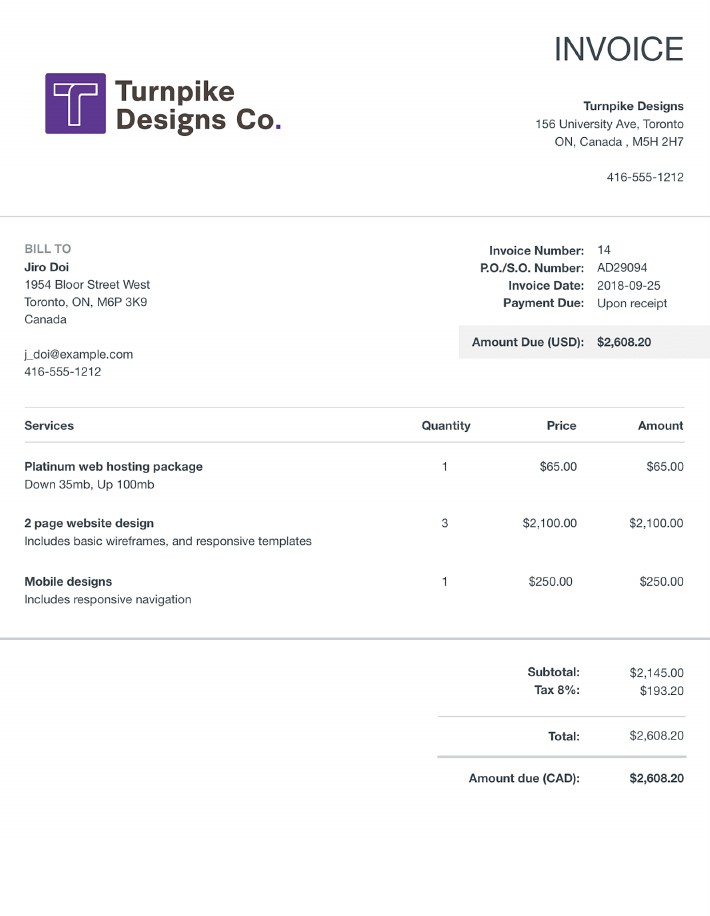 INVOICE
Turnpike
Designs Co.
Turnpike Designs
156 University Ave, Toronto
ON, Canada , M5H 2H7
416-555-1212
BILL TO
Jiro Doi
1954 Bloor Street West
Toronto, ON, M6P 3K9
Canada
j_doi@example.com
416-555-1212
Invoice Number: 14
P.O./S.O. Number: AD29094
Invoice Date: 2018-09-25
Payment Due: Upon receipt
Amount Due (USD): $2,608.20
Services Quantity Price Amount
Platinum web hosting package 1 $65.00 $65.00
Down 35mb, Up 100mb
2 page website design 3 $2,100.00 $2,100.00
Includes basic wireframes, and responsive templates
Mobile designs 1 $250.00 $250.00
Includes responsive navigation
Subtotal: $2,145.00
Tax 8%: $193.20
Total: $2,608.20
Amount due (CAD): $2,608.20